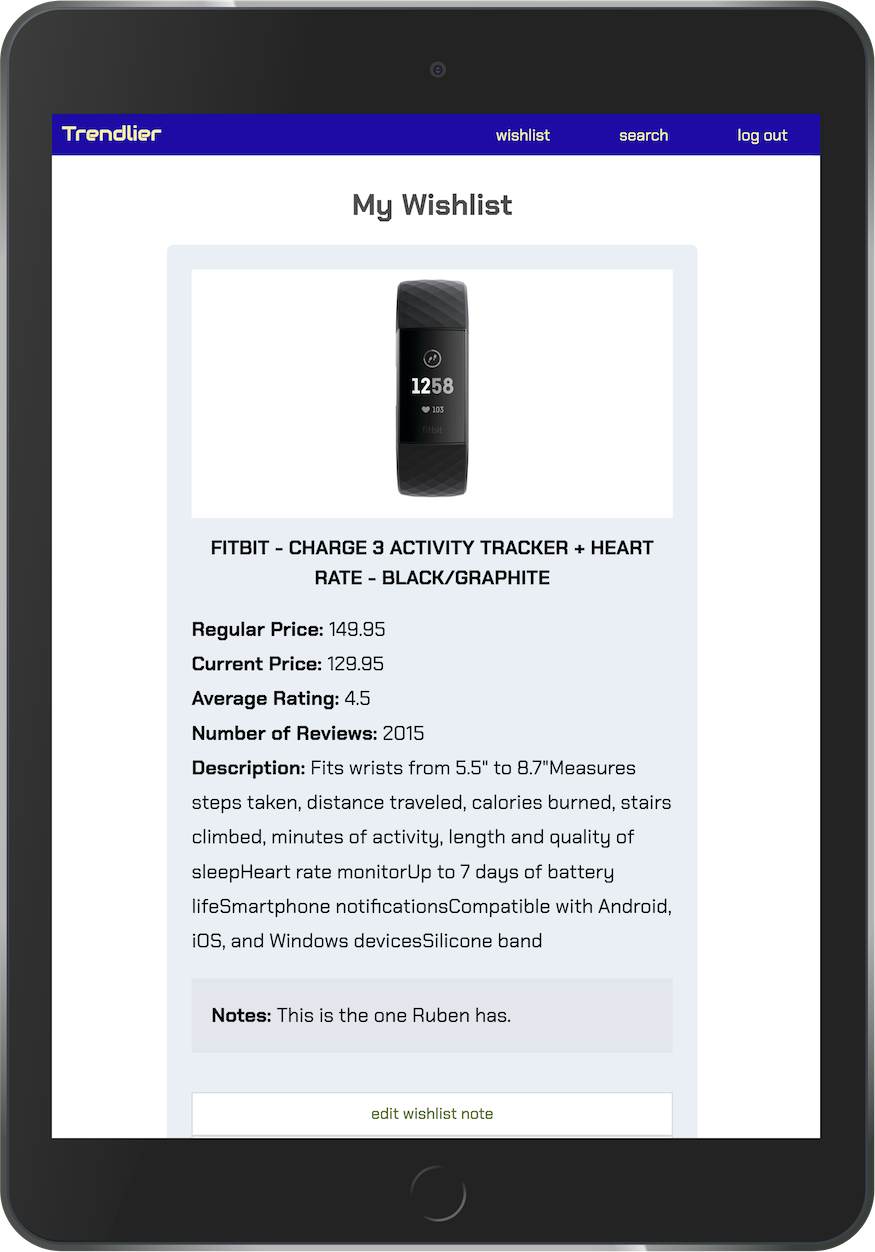 Trendlier
wishlist
search
log out
My Wishlist
1258
103
fitbit
FITBIT - CHARGE 3 ACTIVITY TRACKER + HEART
RATE - BLACK/GRAPHITE
Regular Price: 149.95
Current Price: 129.95
Average Rating: 4.5
Number of Reviews: 2015
Description: Fits wrists from 5.5" to 8.7"Measures
steps taken, distance traveled, calories burned, stairs
climbed, minutes of activity, length and quality of
sleepHeart rate monitorUp to 7 days of battery
lifeSmartphone notificationsCompatible with Android,
iOS, and Windows devicesSilicone band
Notes: This is the one Ruben has.
edit wishlist note